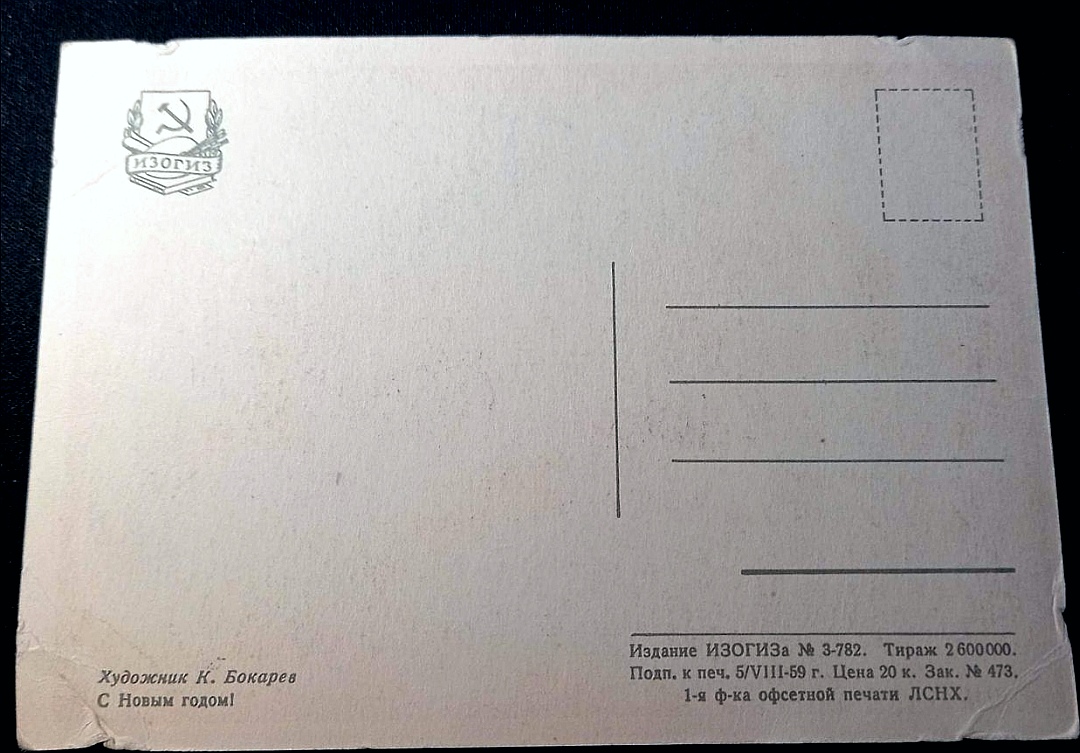 ИЗОГИЗ
Художник К. Бокарев
С Новым годом!
Издание ИЗОГИЗа № 3-782. Тираж 2 600 000.
Подп. к печ. 5/VIII-59 г. Цена 20 к. Зак. № 473.
1-я ф-ка офсетной печати ЛСНХ.